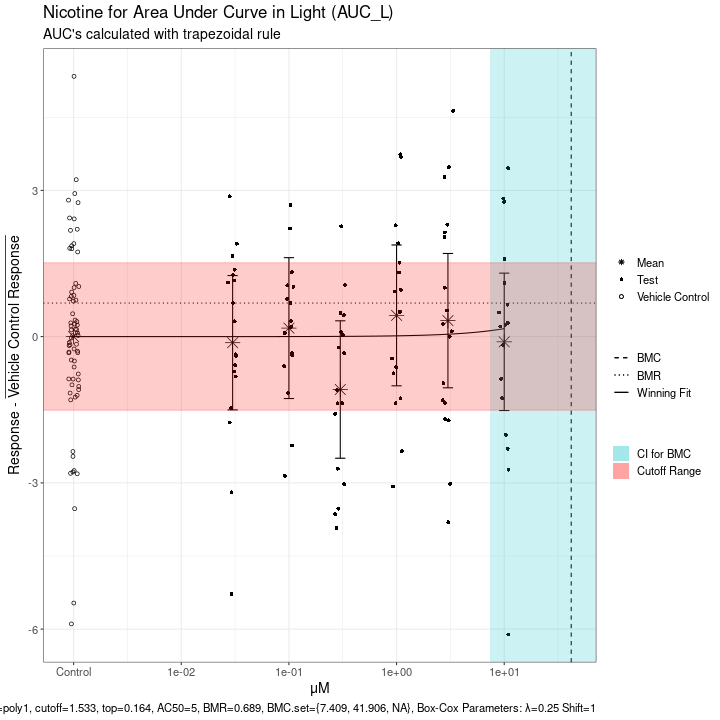 Nicotine for Area Under Curve in Light (AUC_L)
AUC's calculated with trapezoidal rule
Response - Vehicle Control Response
3
0
-3
-6
Control
1e-02
1e-01
1e+00
1e+01
µM
Mean
Test
Vehicle Control
BMC
BMR
Winning Fit
CI for BMC
Cutoff Range
=poly1, cutoff=1.533, top=0.164, AC50=5, BMR=0.689, BMC.set={7.409, 41.906, NA}, Box-Cox Parameters: λ=0.25 Shift=1